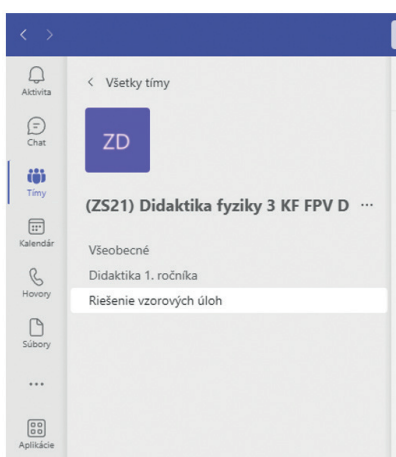 Aktivita
Chat
Tímy
Kalendár
Hovory
Súbory
Aplikácie
Všetky tímy
ZD
(ZS21) Didaktika fyziky 3 KF FPV D ...
Všeobecné
Didaktika 1. ročníka
Riešenie vzorových úloh